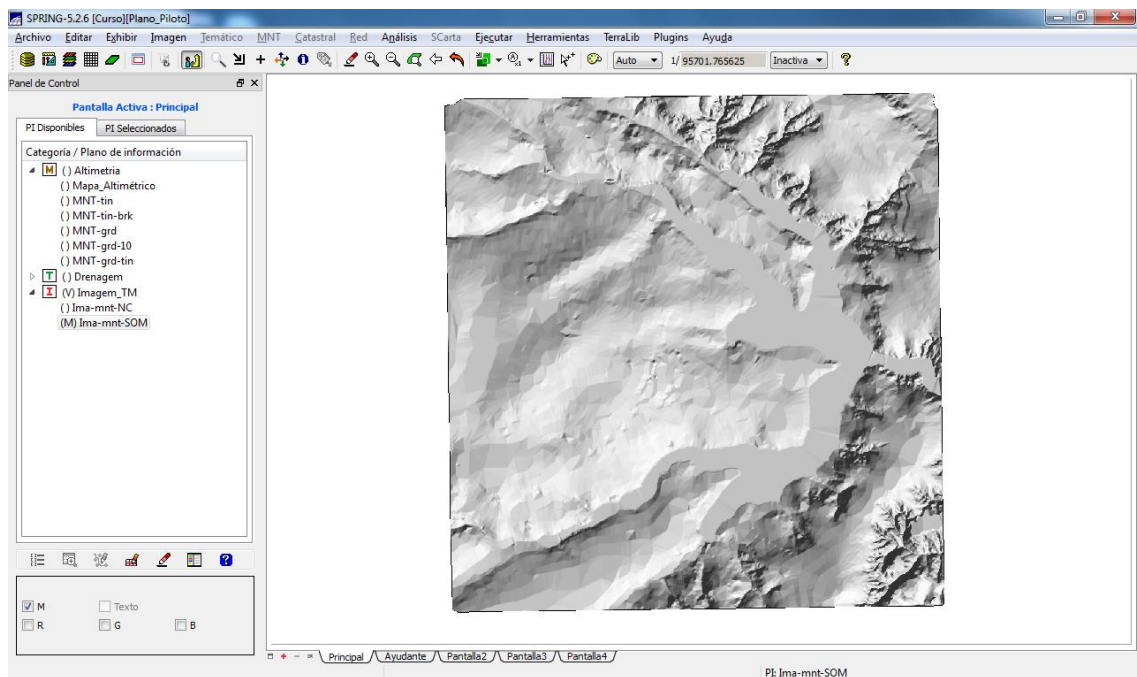 SPRING-5.2.6 [Curso][Plano_Piloto]
Archivo Editar Exhibir Imagen Temático MNT Catastral Red Análisis SCarta Ejecutar Herramientas TerraLib Plugins Ayuda
Auto 1/ 95701.765625 Inactiva
Panel de Control
Pantalla Activa : Principal
PI Disponibles PI Seleccionados
Categoría / Plano de información
M () Altimetria
() Mapa_Altimétrico
() MNT-tin
() MNT-tin-brk
() MNT-grd
() MNT-grd-10
() MNT-grd-tin
T () Drenagem
I (V) Imagem_TM
() Ima-mnt-NC
(M) Ima-mnt-SOM
M Texto
R G B
Principal Ayudante Pantalla2 Pantalla3 Pantalla4
PI: Ima-mnt-SOM